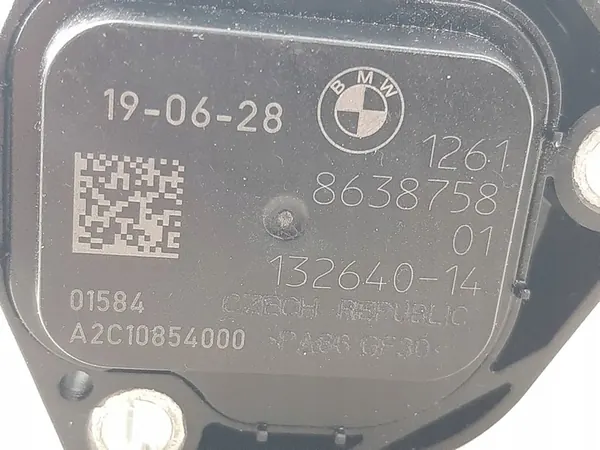 BMW
19-06-28
1261
8638758
01
132640-14
01584
CZECH REPUBLIC
A2C10854000
>PA66 GF30<